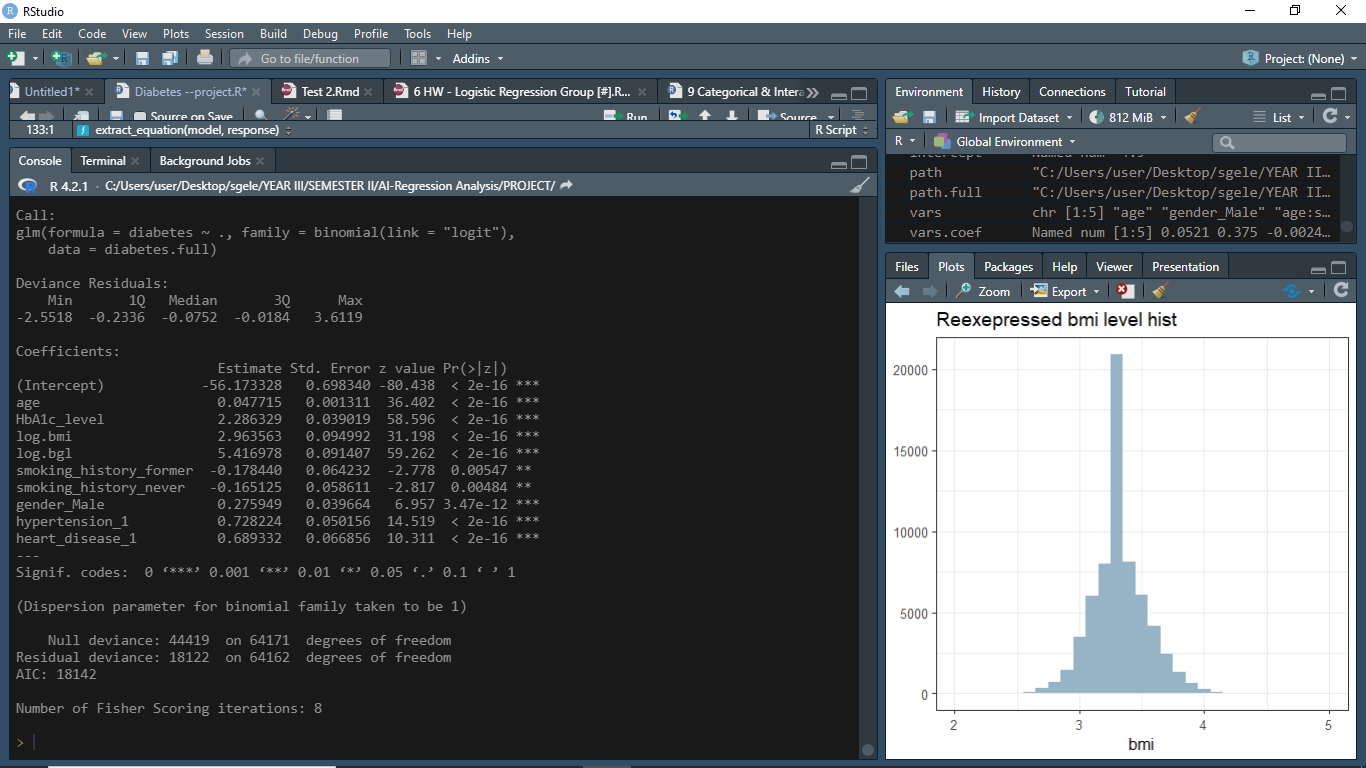 RStudio
File Edit Code View Plots Session Build Debug Profile Tools Help
Go to file/function
Addins
Project: (None)
Untitled1*
Diabetes --project.R*
Test 2.Rmd
6 HW - Logistic Regression Group [#].R...
9 Categorical & Intera
Source on Save
Run
Source
133:1
extract_equation(model, response)
R Script
Console Terminal Background Jobs
R 4.2.1 · C:/Users/user/Desktop/sgele/YEAR III/SEMESTER II/AI-Regression Analysis/PROJECT/
Call:
glm(formula = diabetes ~ ., family = binomial(link = "logit"),
data = diabetes.full)
Deviance Residuals:
Min 1Q Median 3Q Max
-2.5518 -0.2336 -0.0752 -0.0184 3.6119
Coefficients:
Estimate Std. Error z value Pr(>|z|)
(Intercept) -56.173328 0.698340 -80.438 < 2e-16 ***
age 0.047715 0.001311 36.402 < 2e-16 ***
HbA1c_level 2.286329 0.039019 58.596 < 2e-16 ***
log.bmi 2.963563 0.094992 31.198 < 2e-16 ***
log.bgl 5.416978 0.091407 59.262 < 2e-16 ***
smoking_history_former -0.178440 0.064232 -2.778 0.00547 **
smoking_history_never -0.165125 0.058611 -2.817 0.00484 **
gender_Male 0.275949 0.039664 6.957 3.47e-12 ***
hypertension_1 0.728224 0.050156 14.519 < 2e-16 ***
heart_disease_1 0.689332 0.066856 10.311 < 2e-16 ***
---
Signif. codes: 0 ‘***’ 0.001 ‘**’ 0.01 ‘*’ 0.05 ‘.’ 0.1 ‘ ’ 1
(Dispersion parameter for binomial family taken to be 1)
Null deviance: 44419 on 64171 degrees of freedom
Residual deviance: 18122 on 64162 degrees of freedom
AIC: 18142
Number of Fisher Scoring iterations: 8
>
Environment History Connections Tutorial
Import Dataset
812 MiB
List
R
Global Environment
path "C:/Users/user/Desktop/sgele/YEAR II…
path.full "C:/Users/user/Desktop/sgele/YEAR II…
vars chr [1:5] "age" "gender_Male" "age:s…
vars.coef Named num [1:5] 0.0521 0.375 -0.0024…
Files Plots Packages Help Viewer Presentation
Zoom
Export
Reexepressed bmi level hist
20000
15000
10000
5000
0
2 3 4 5
bmi